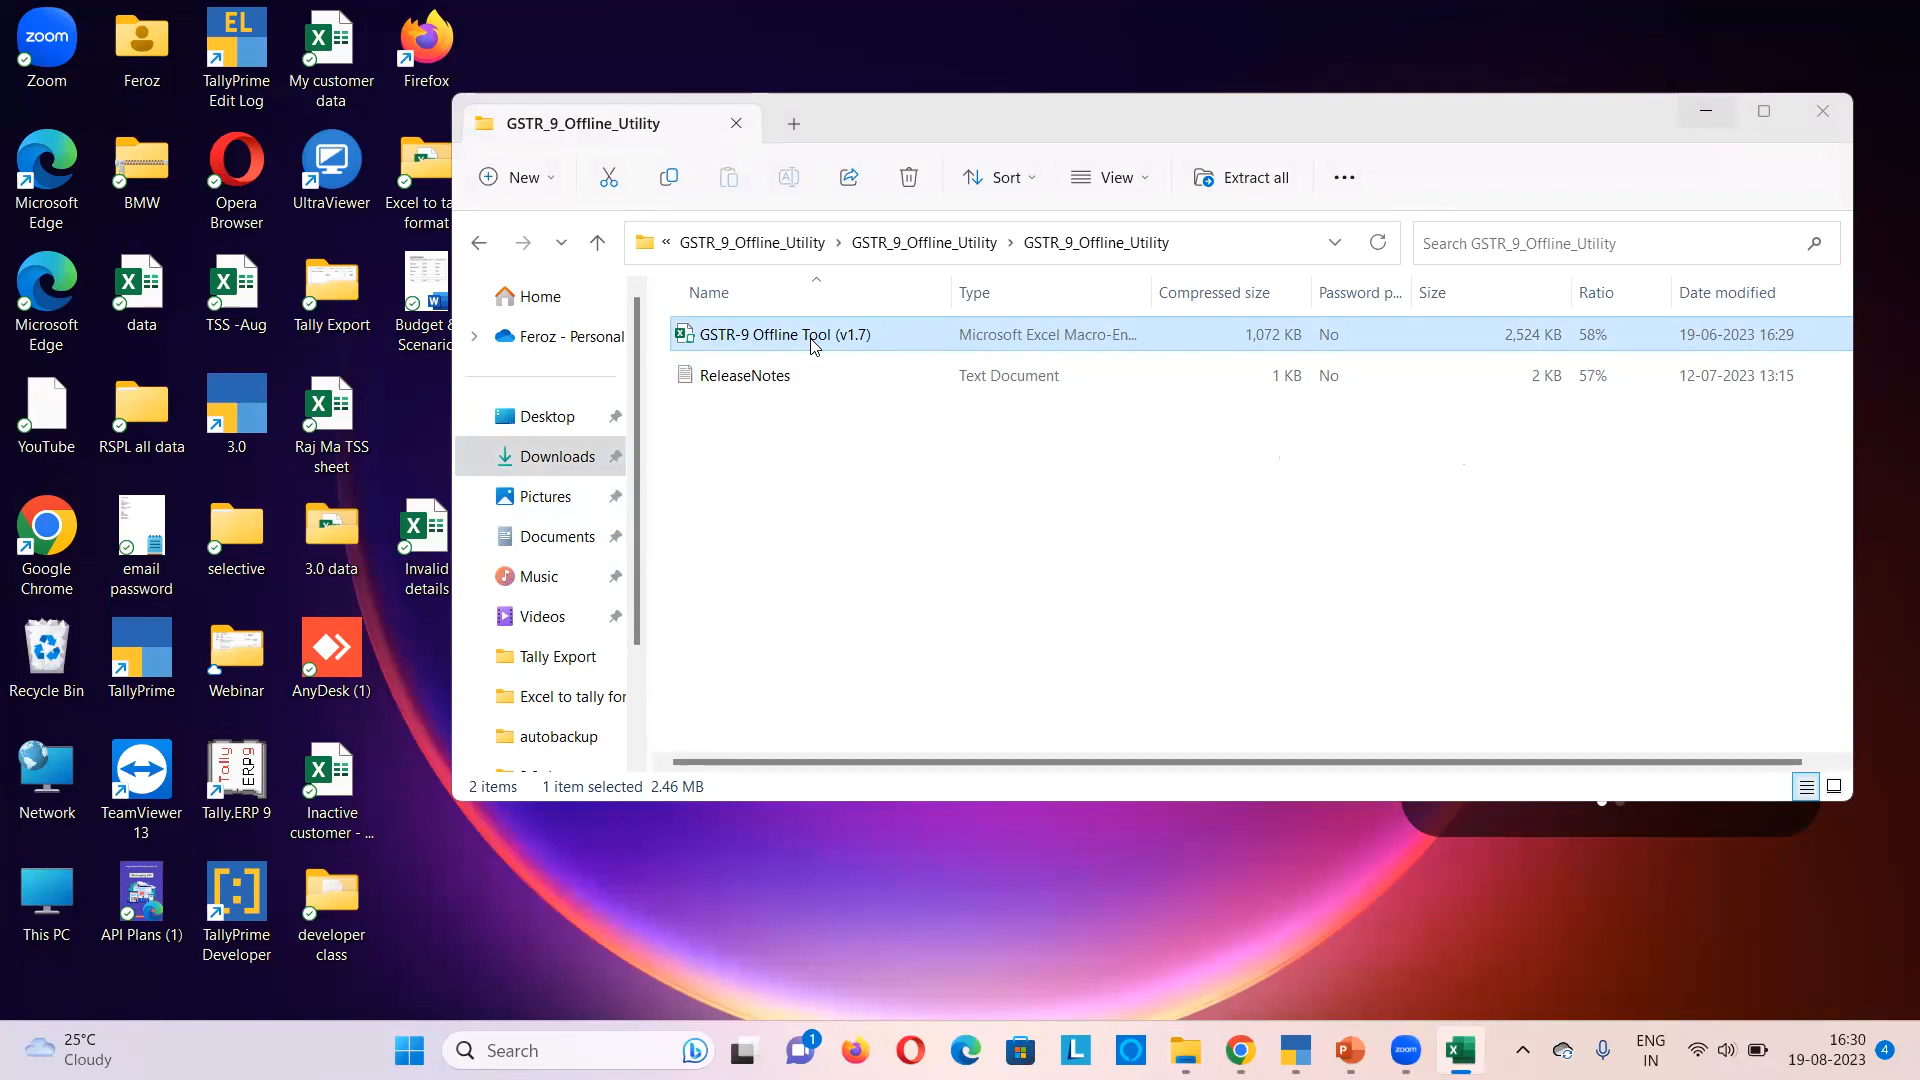 zoom
Zoom
Feroz
EL
TallyPrime
Edit Log
My customer
data
Firefox
Microsoft
Edge
BMW
Opera
Browser
UltraViewer
Excel to ta
format
Microsoft
Edge
data
TSS -Aug
Tally Export
Budget &
Scenario
YouTube
RSPL all data
3.0
Raj Ma TSS
sheet
Google
Chrome
email
password
selective
3.0 data
Invalid
details
Recycle Bin
TallyPrime
Webinar
AnyDesk (1)
Network
TeamViewer
13
Tally ERP9
Tally.ERP 9
Inactive
customer - ...
This PC
API Plans (1)
TallyPrime
Developer
developer
class
GSTR_9_Offline_Utility
New
Sort
View
Extract all
« GSTR_9_Offline_Utility › GSTR_9_Offline_Utility › GSTR_9_Offline_Utility
Search GSTR_9_Offline_Utility
Home
Feroz - Personal
Desktop
Downloads
Pictures
Documents
Music
Videos
Tally Export
Excel to tally for
autobackup
Name Type Compressed size Password p... Size Ratio Date modified
GSTR-9 Offline Tool (v1.7) Microsoft Excel Macro-En... 1,072 KB No 2,524 KB 58% 19-06-2023 16:29
ReleaseNotes Text Document 1 KB No 2 KB 57% 12-07-2023 13:15
2 items 1 item selected 2.46 MB
25°C
Cloudy
Search
1
L
P
zoom
X
ENG
IN
16:30
19-08-2023
4